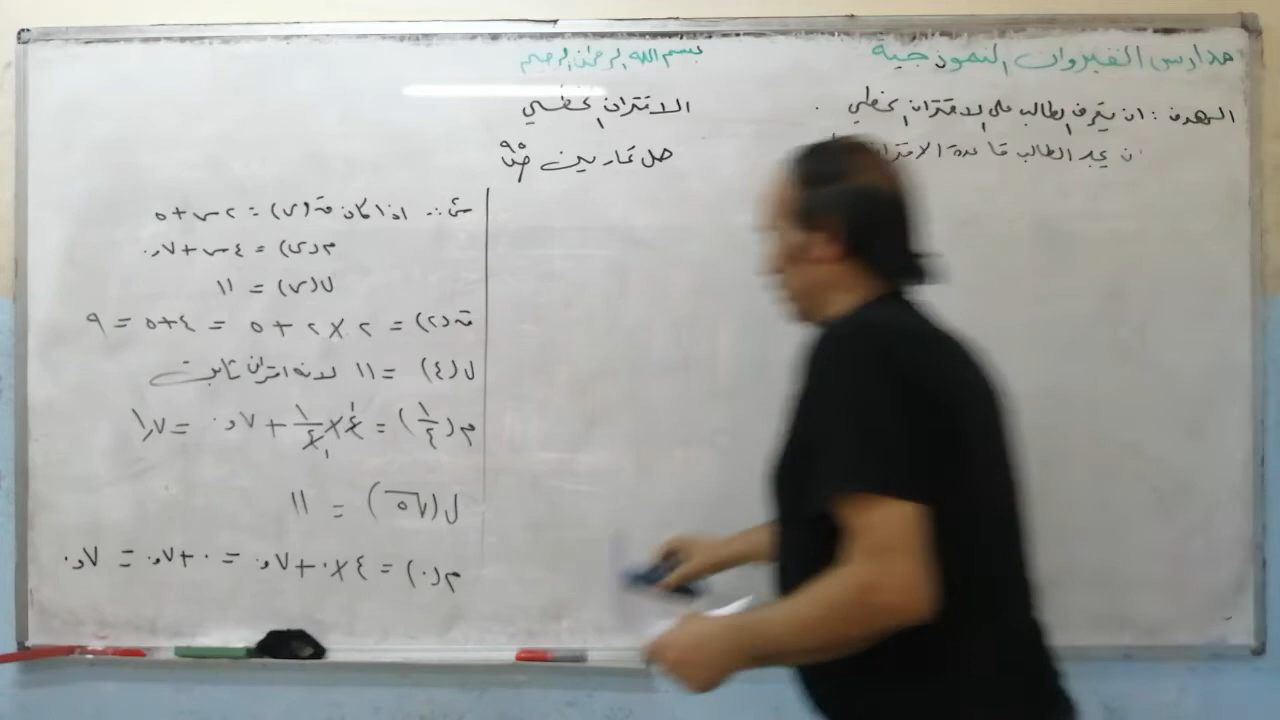 مدارس القيروان النموذجية
بسم الله الرحمن الرحيم
الهدف : ان يتعرف الطالب على الاقتران الخطي .
ان يجد الطالب قاعدة الاقتران
الاقتران الخطي
حل تمارين ص٩٥
اذا كان ق(س) = ٢س + ٥
م(س) = ٤س + ٠,٧
ل(س) = ١١
ق(٢) = ٢ × ٢ + ٥ = ٤ + ٥ = ٩
ل(٤) = ١١ لانه اقتران ثابت
م(١/٤) = ٤ × ١/٤ + ٠,٧ = ١,٧
ل(√٥) = ١١
م(٠) = ٤ × ٠ + ٠,٧ = ٠ + ٠,٧ = ٠,٧